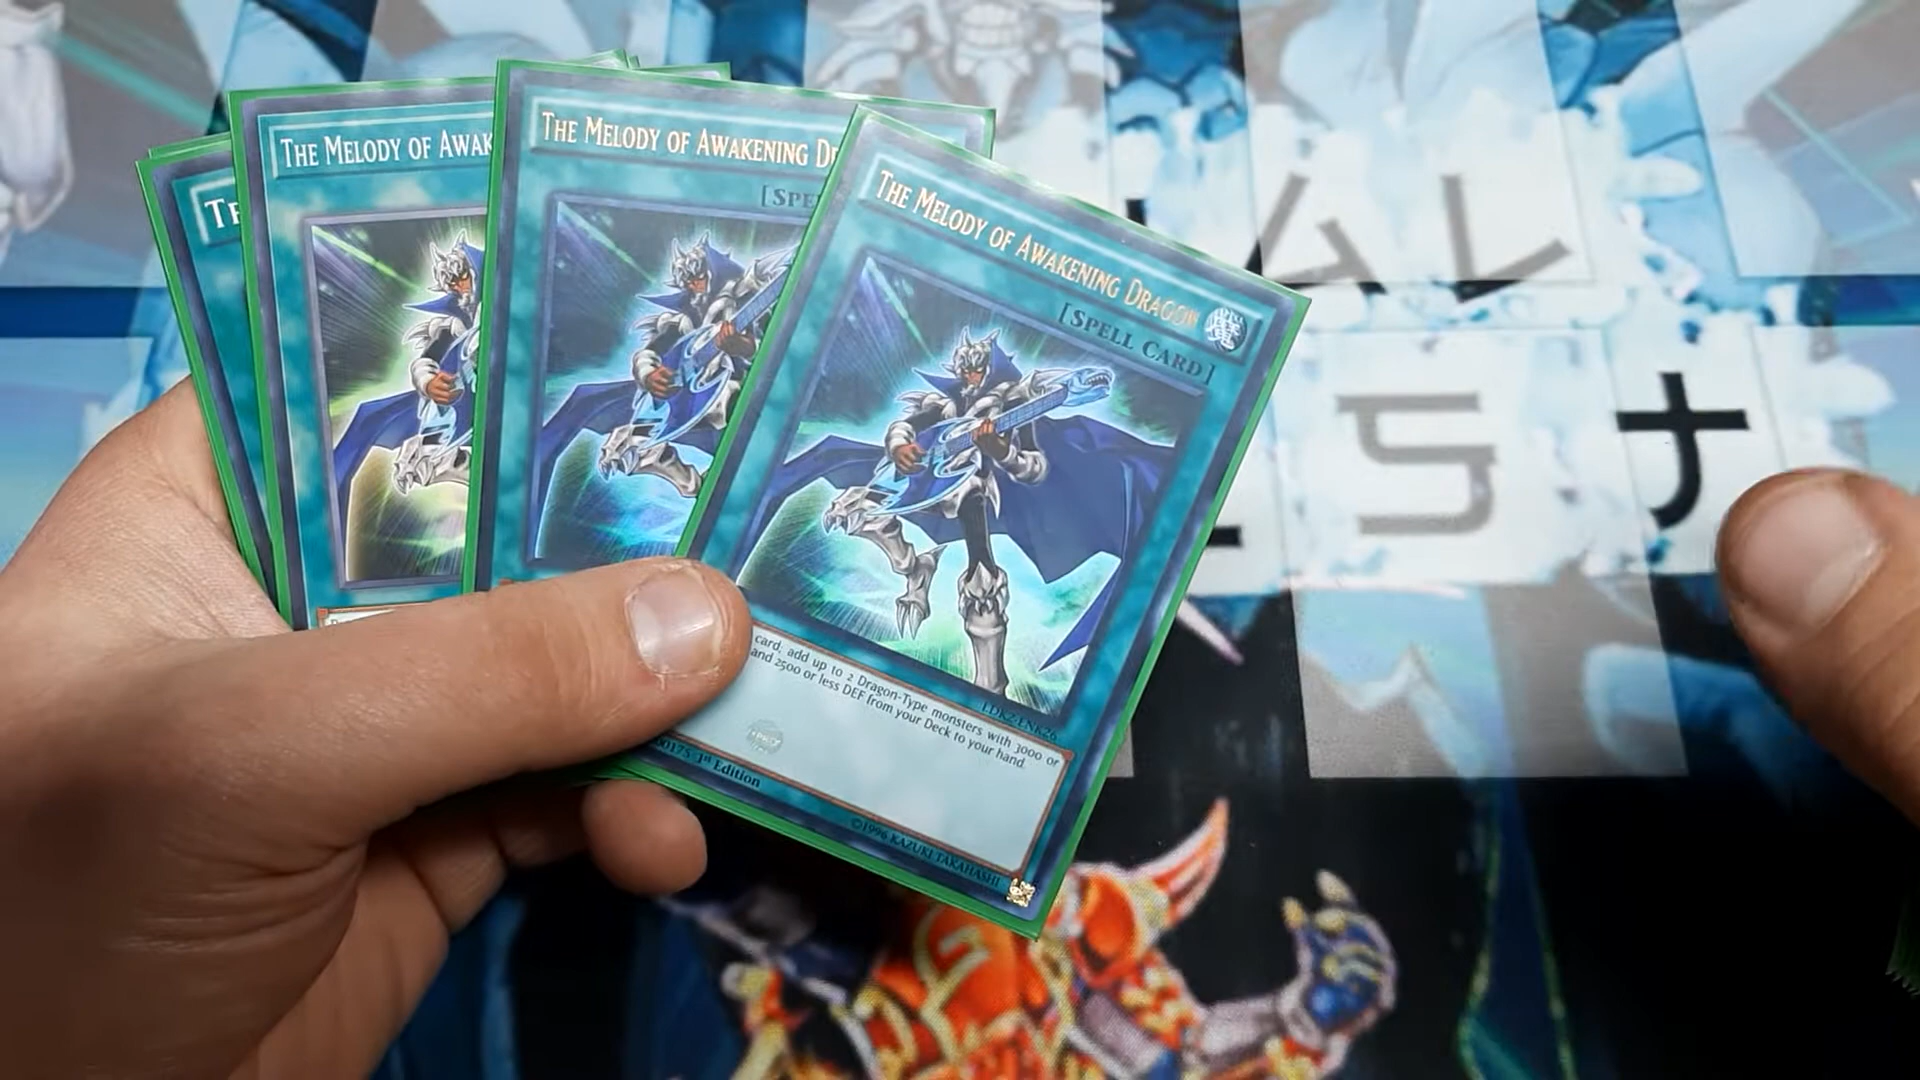 THE MELODY OF AWAK
THE MELODY OF AWAKENING
[SPE
THE MELODY OF AWAKENING DRAGON
[SPELL CARD]
LDK2-ENK26
card, add up to 2 Dragon-Type monsters with 3000 or
and 2500 or less DEF from your Deck to your hand.
1st Edition
©1996 KAZUKI TAKAHASHI